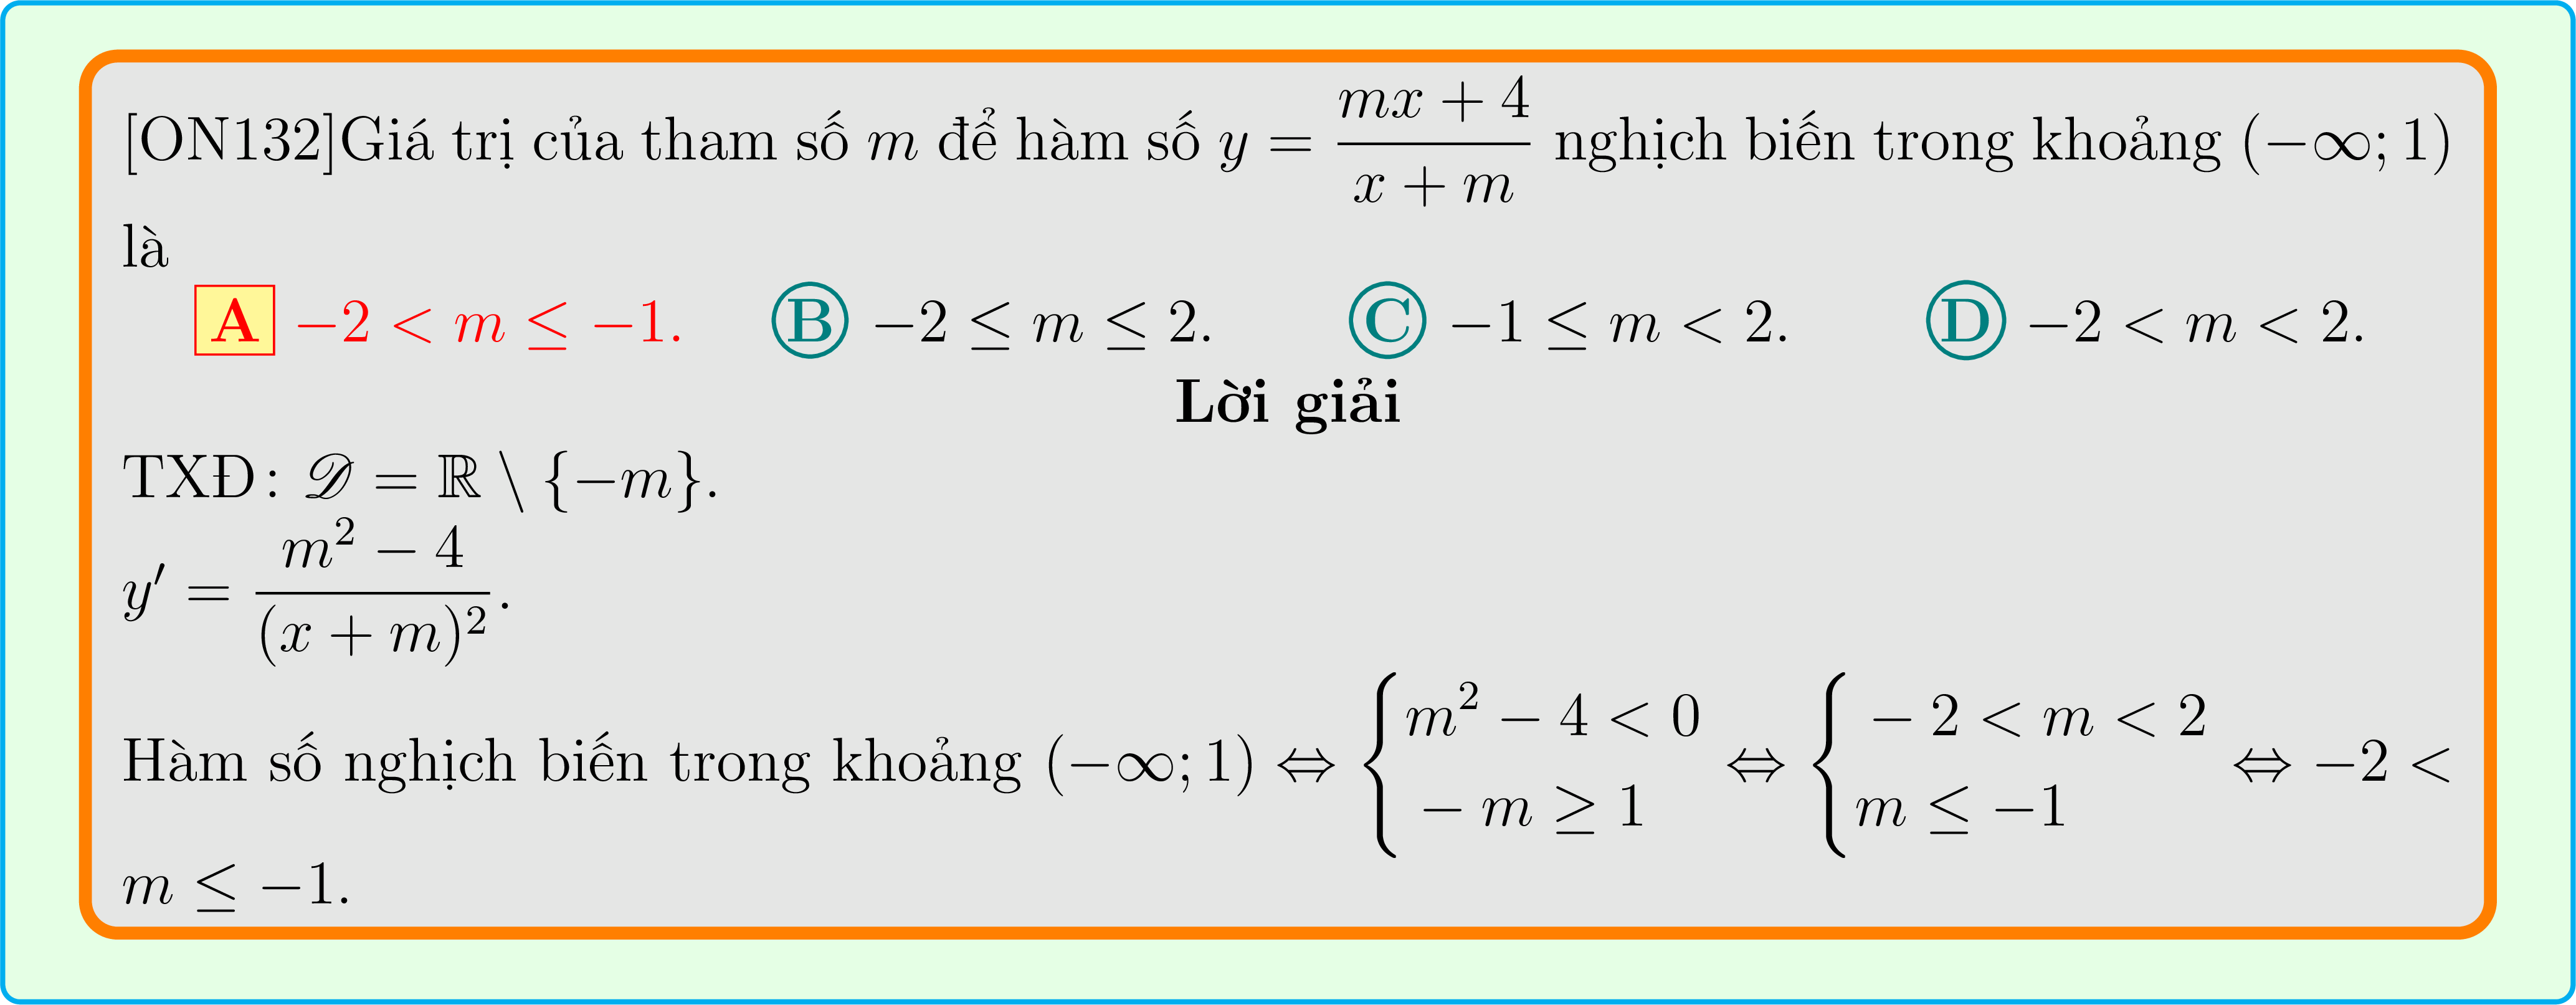 [ON132]Giá trị của tham số $m$ để hàm số $y = \dfrac{mx + 4}{x + m}$ nghịch biến trong khoảng $(-\infty; 1)$
là
A $-2 < m \leq -1.$ B $-2 \leq m \leq 2.$ C $-1 \leq m < 2.$ D $-2 < m < 2.$
Lời giải
TXĐ: $\mathscr{D} = \mathbb{R} \setminus \{-m\}.$
$y' = \dfrac{m^2 - 4}{(x + m)^2}.$
Hàm số nghịch biến trong khoảng $(-\infty; 1) \Leftrightarrow \begin{cases} m^2 - 4 < 0 \\ -m \geq 1 \end{cases} \Leftrightarrow \begin{cases} -2 < m < 2 \\ m \leq -1 \end{cases} \Leftrightarrow -2 <$
$m \leq -1.$